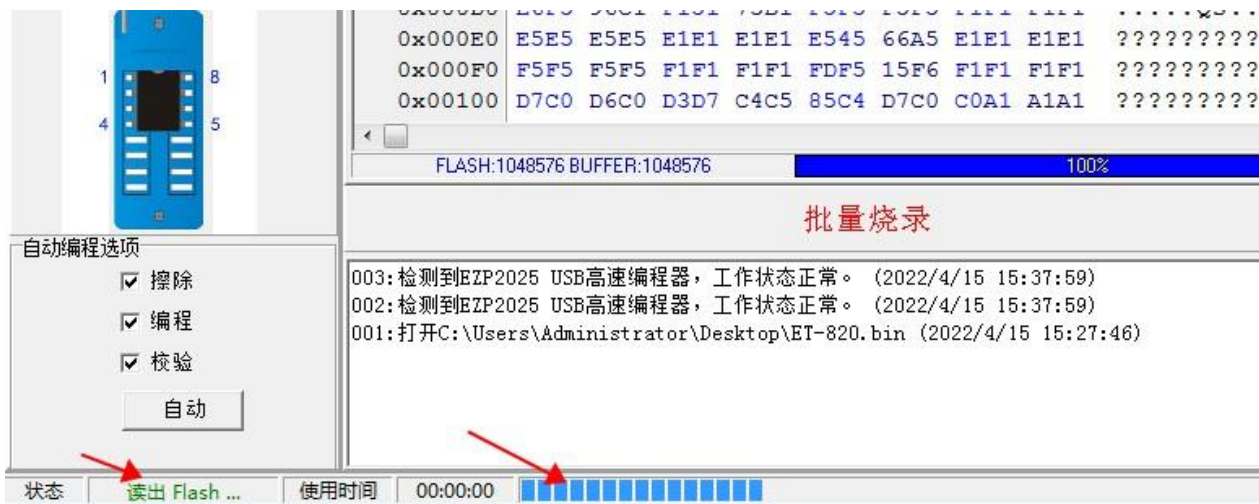 0x000E0 E5E5 E5E5 E1E1 E1E1 E545 66A5 E1E1 E1E1 ?????????
0x000F0 F5F5 F5F5 F1F1 F1F1 FDF5 15F6 F1F1 F1F1 ?????????
0x00100 D7C0 D6C0 D3D7 C4C5 85C4 D7C0 C0A1 A1A1 ?????????
1 8
4 5
FLASH:1048576 BUFFER:1048576 100%
批量烧录
自动编程选项
擦除
编程
校验
自动
003:检测到EZP2025 USB高速编程器，工作状态正常。 (2022/4/15 15:37:59)
002:检测到EZP2025 USB高速编程器，工作状态正常。 (2022/4/15 15:37:59)
001:打开C:\Users\Administrator\Desktop\ET-820.bin (2022/4/15 15:27:46)
状态 读出 Flash ... 使用时间 00:00:00